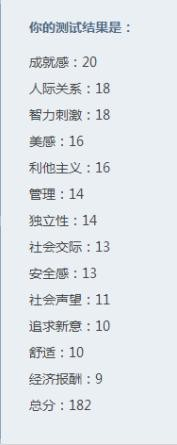 你的测试结果是：
成就感：20
人际关系：18
智力刺激：18
美感：16
利他主义：16
管理：14
独立性：14
社会交际：13
安全感：13
社会声望：11
追求新意：10
舒适：10
经济报酬：9
总分：182